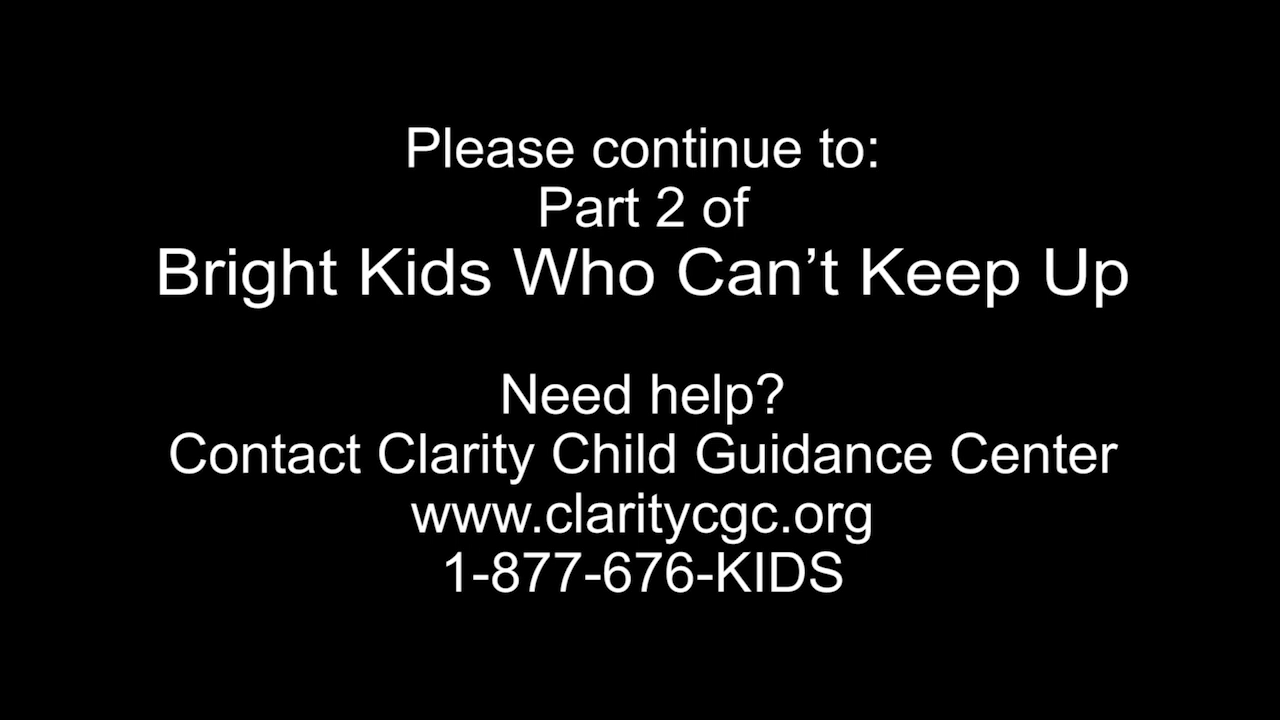 Please continue to:
Part 2 of
Bright Kids Who Can’t Keep Up
Need help?
Contact Clarity Child Guidance Center
www.claritycgc.org
1-877-676-KIDS